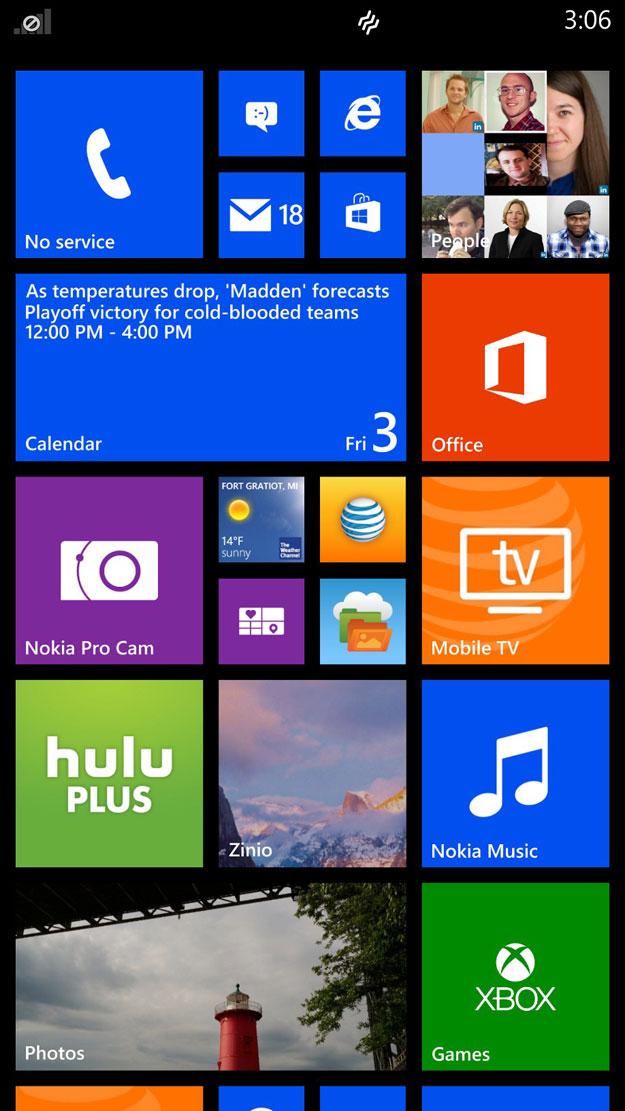 3:06
:-)
18
No service
People
As temperatures drop, 'Madden' forecasts
Playoff victory for cold-blooded teams
12:00 PM - 4:00 PM
Calendar
Fri 3
Office
FORT GRATIOT, MI
14°F
sunny
The
Weather
Channel
Nokia Pro Cam
tv
Mobile TV
hulu
PLUS
Zinio
Nokia Music
Photos
XBOX
Games